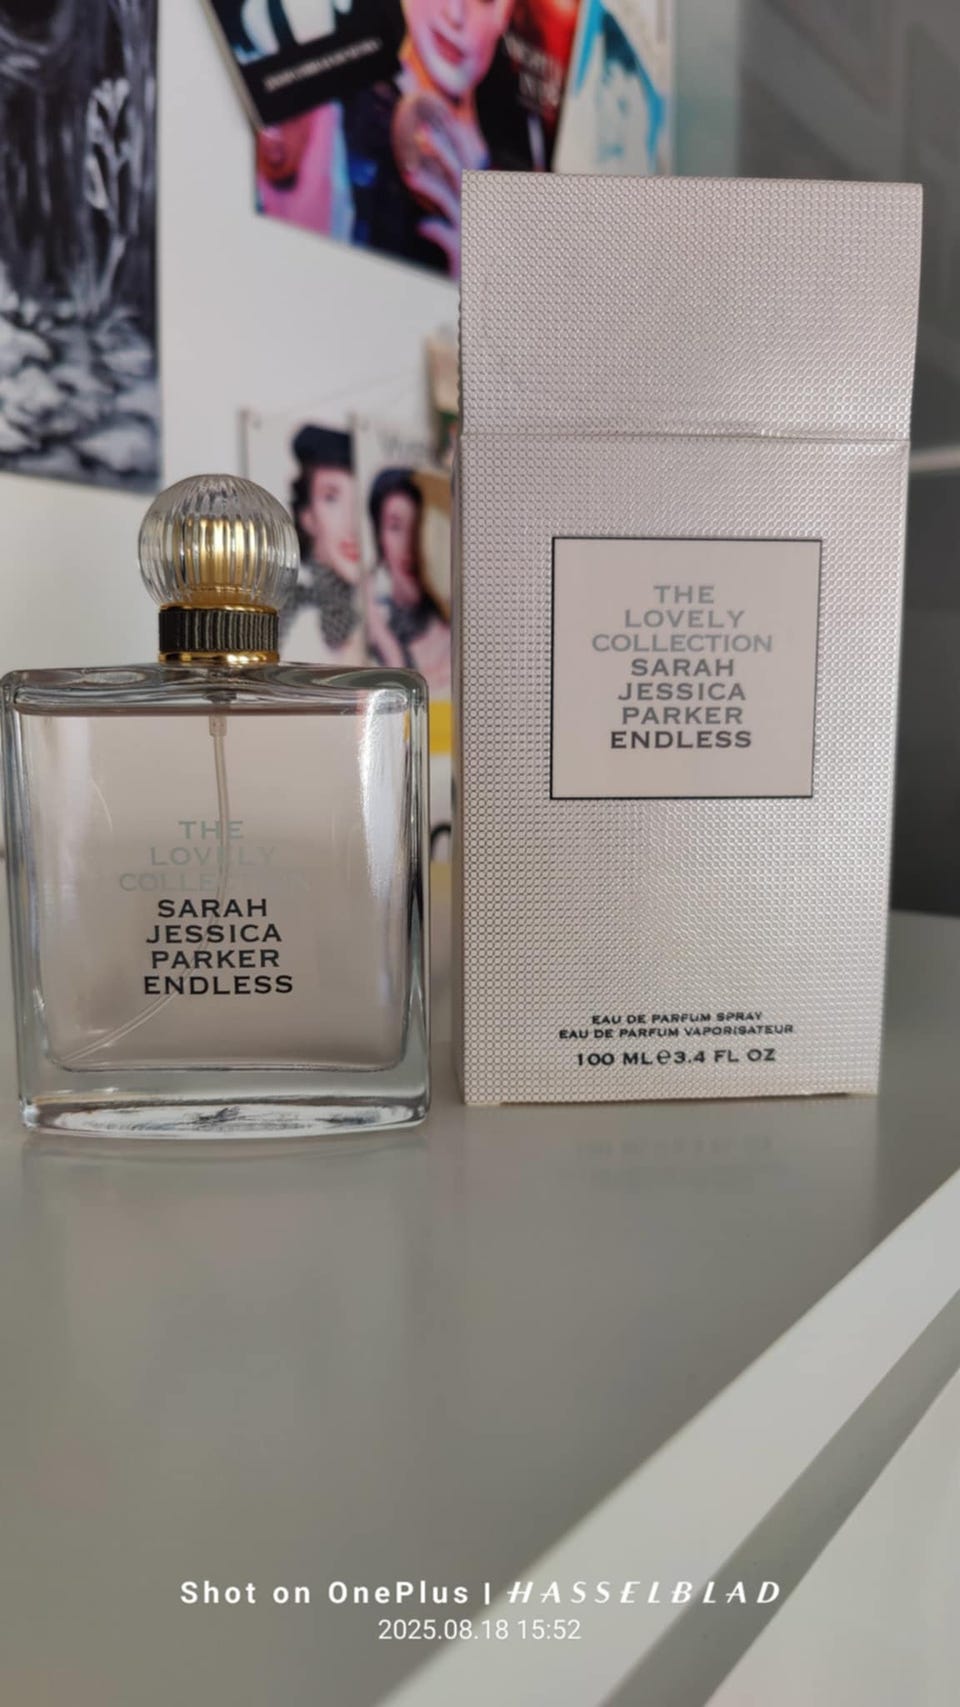 THE
LOVELY
COLLECTION
SARAH
JESSICA
PARKER
ENDLESS
EAU DE PARFUM SPRAY
EAU DE PARFUM VAPORISATEUR
100 ML ℮ 3.4 FL OZ
THE
LOVELY
COLLECTION
SARAH
JESSICA
PARKER
ENDLESS
Shot on OnePlus | HASSELBLAD
2025.08.18 15:52